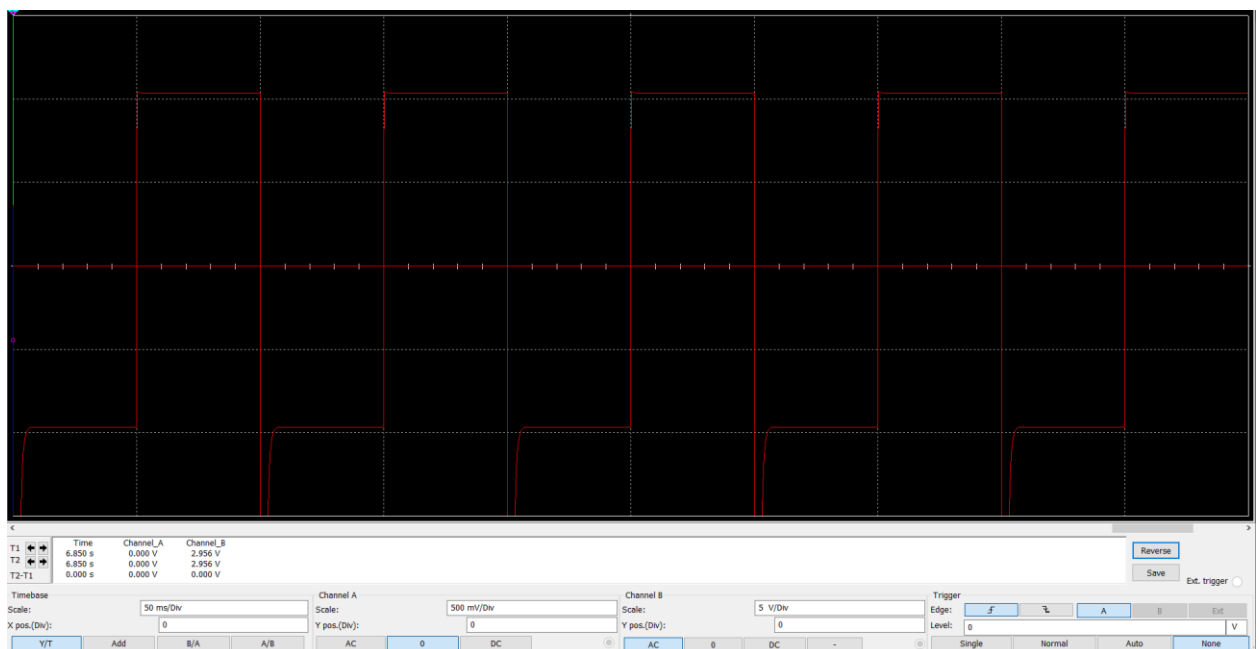 Time Channel_A Channel_B
T1 6.850 s 0.000 V 2.956 V
T2 6.850 s 0.000 V 2.956 V
T2-T1 0.000 s 0.000 V 0.000 V
Reverse
Save
Ext. trigger
Timebase
Scale: 50 ms/Div
X pos.(Div): 0
Y/T Add B/A A/B
Channel A
Scale: 500 mV/Div
Y pos.(Div): 0
AC 0 DC
Channel B
Scale: 5 V/Div
Y pos.(Div): 0
AC 0 DC -
Trigger
Edge: A B Ext
Level: 0 V
Single Normal Auto None